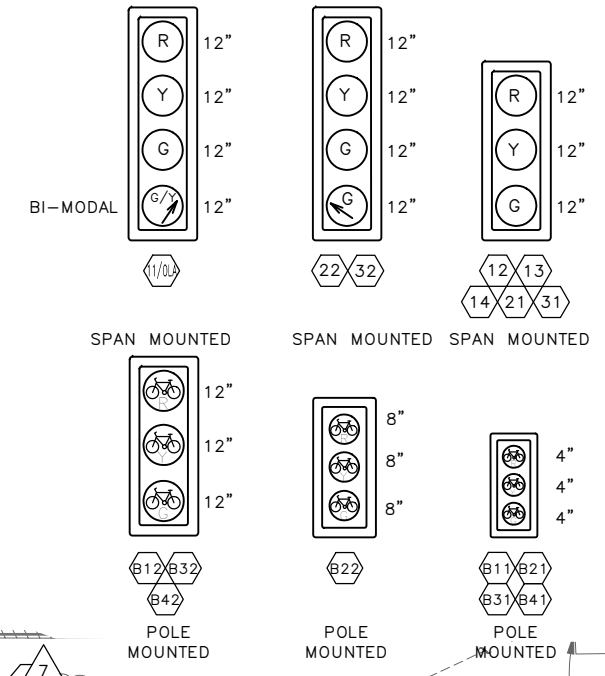 R 12” R 12”
Y 12” Y 12” R 12”
G 12” G 12” Y 12”
BI-MODAL G/Y 12” G 12” G 12”
11/OLA 22 32 12 13
14 21 31
SPAN MOUNTED SPAN MOUNTED SPAN MOUNTED
R 12” 8” 4”
Y 12” 8” 4”
G 12” 8” 4”
B12 B32 B22 B11 B21
B42 B31 B41
POLE POLE POLE
MOUNTED MOUNTED MOUNTED
7